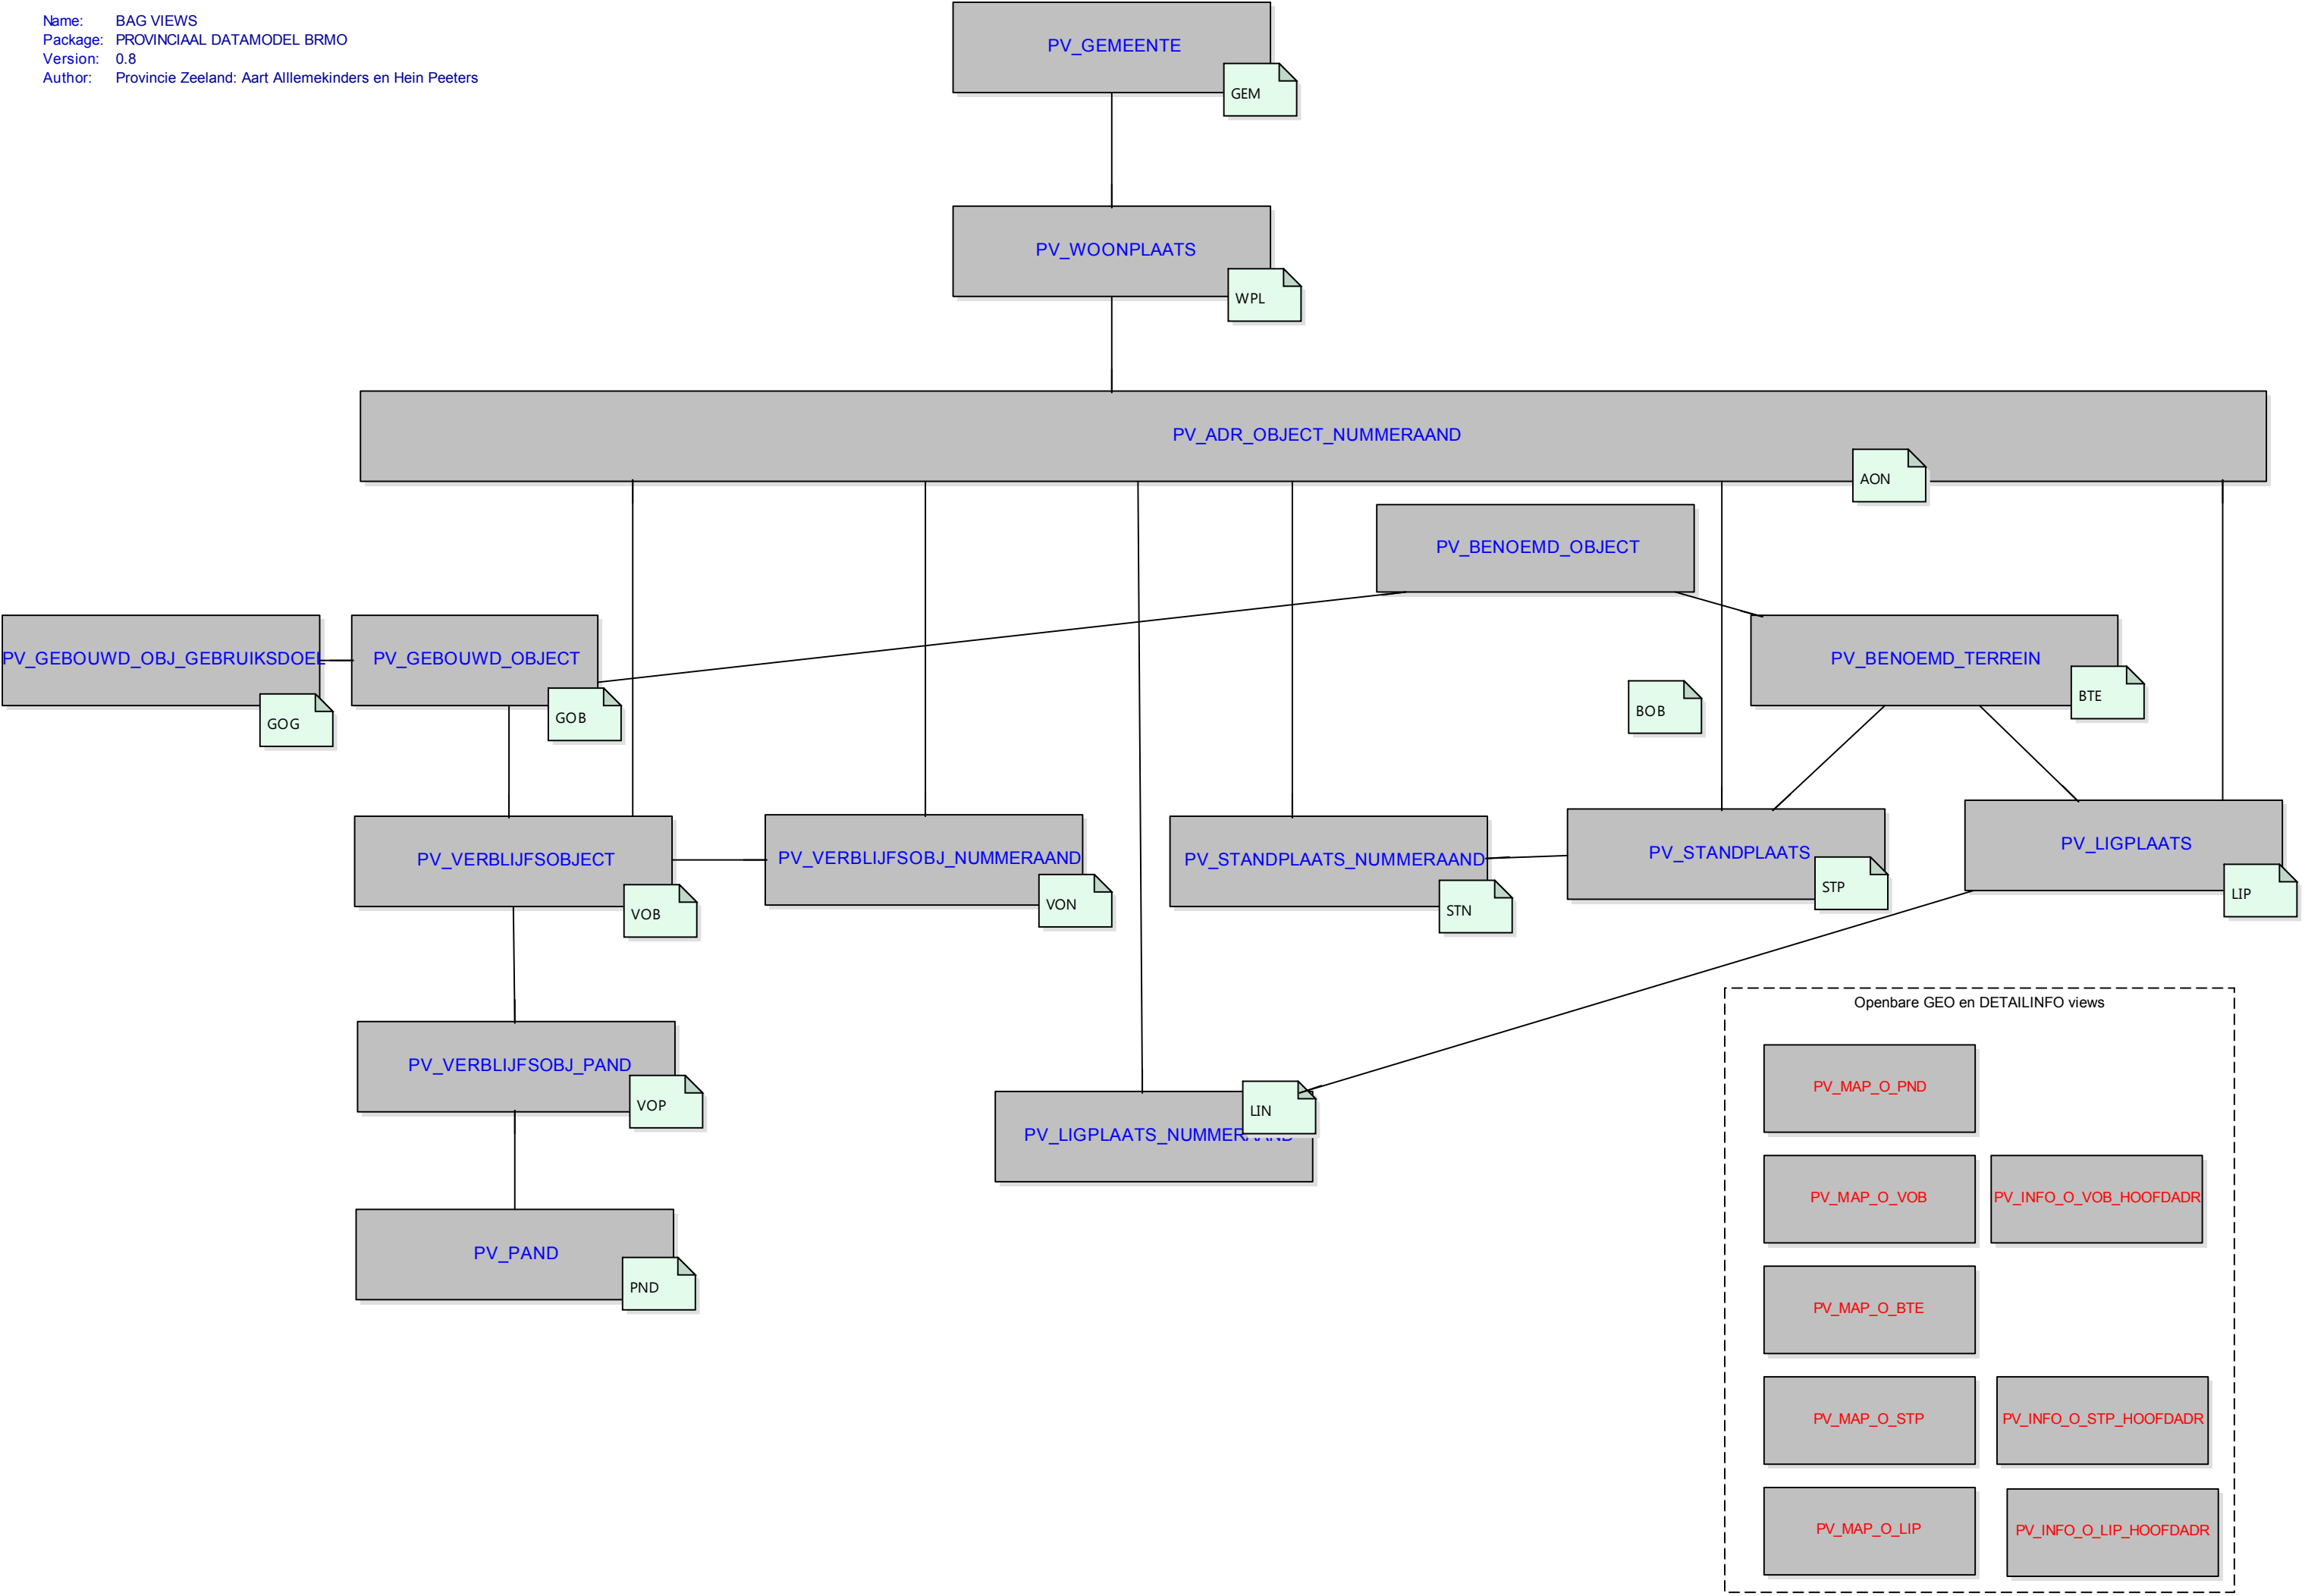 Name: BAG VIEWS
Package: PROVINCIAAL DATAMODEL BRMO
Version: 0.8
Author: Provincie Zeeland: Aart Alllemekinders en Hein Peeters
PV_GEMEENTE
GEM
PV_WOONPLAATS
WPL
PV_ADR_OBJECT_NUMMERAAND
AON
PV_BENOEMD_OBJECT
PV_GEBOUWD_OBJ_GEBRUIKSDOEL
GOG
PV_GEBOUWD_OBJECT
GOB
BOB
PV_BENOEMD_TERREIN
BTE
PV_VERBLIJFSOBJECT
VOB
PV_VERBLIJFSOBJ_NUMMERAAND
VON
PV_STANDPLAATS_NUMMERAAND
STN
PV_STANDPLAATS
STP
PV_LIGPLAATS
LIP
PV_VERBLIJFSOBJ_PAND
VOP
LIN
PV_LIGPLAATS_NUMMERAAND
PV_PAND
PND
Openbare GEO en DETAILINFO views
PV_MAP_O_PND
PV_MAP_O_VOB
PV_INFO_O_VOB_HOOFDADR
PV_MAP_O_BTE
PV_MAP_O_STP
PV_INFO_O_STP_HOOFDADR
PV_MAP_O_LIP
PV_INFO_O_LIP_HOOFDADR